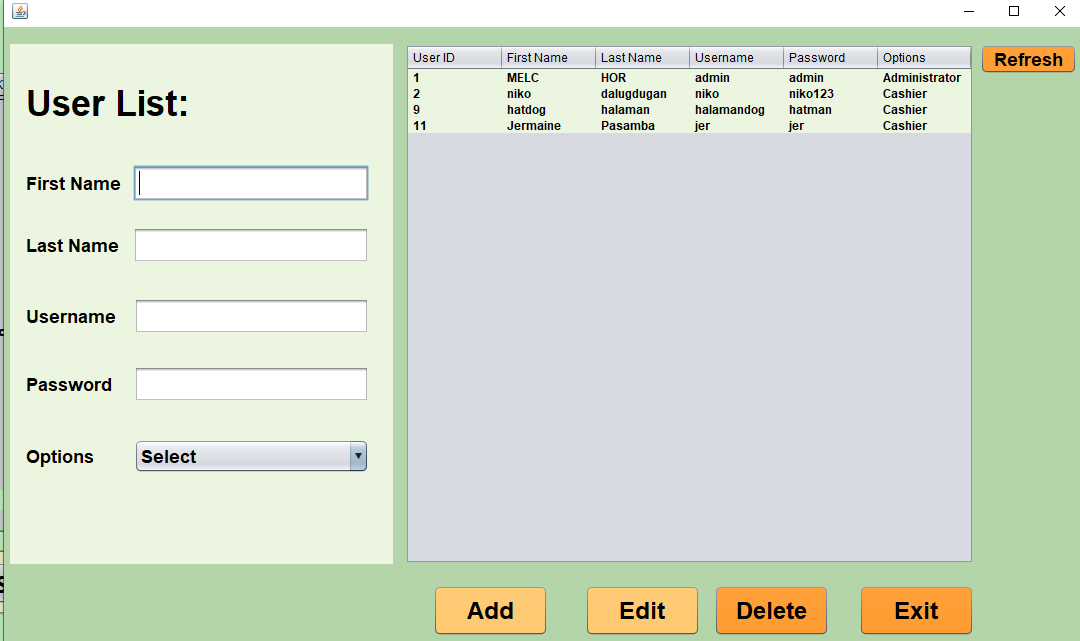 User List:
First Name
Last Name
Username
Password
Options Select
User ID First Name Last Name Username Password Options
1 MELC HOR admin admin Administrator
2 niko dalugdugan niko niko123 Cashier
9 hatdog halaman halamandog hatman Cashier
11 Jermaine Pasamba jer jer Cashier
Refresh
Add Edit Delete Exit